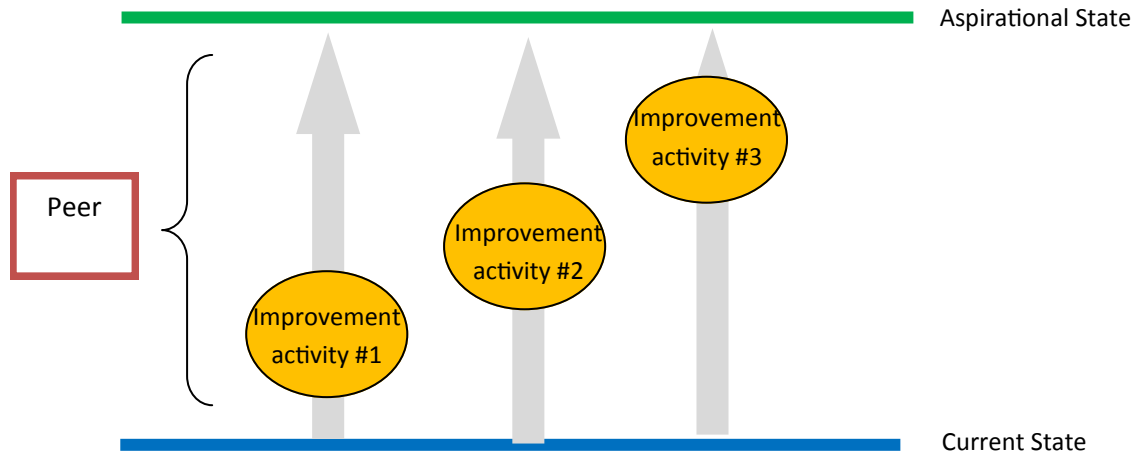 Aspirational State
Improvement
activity #3
Peer
Improvement
activity #2
Improvement
activity #1
Current State